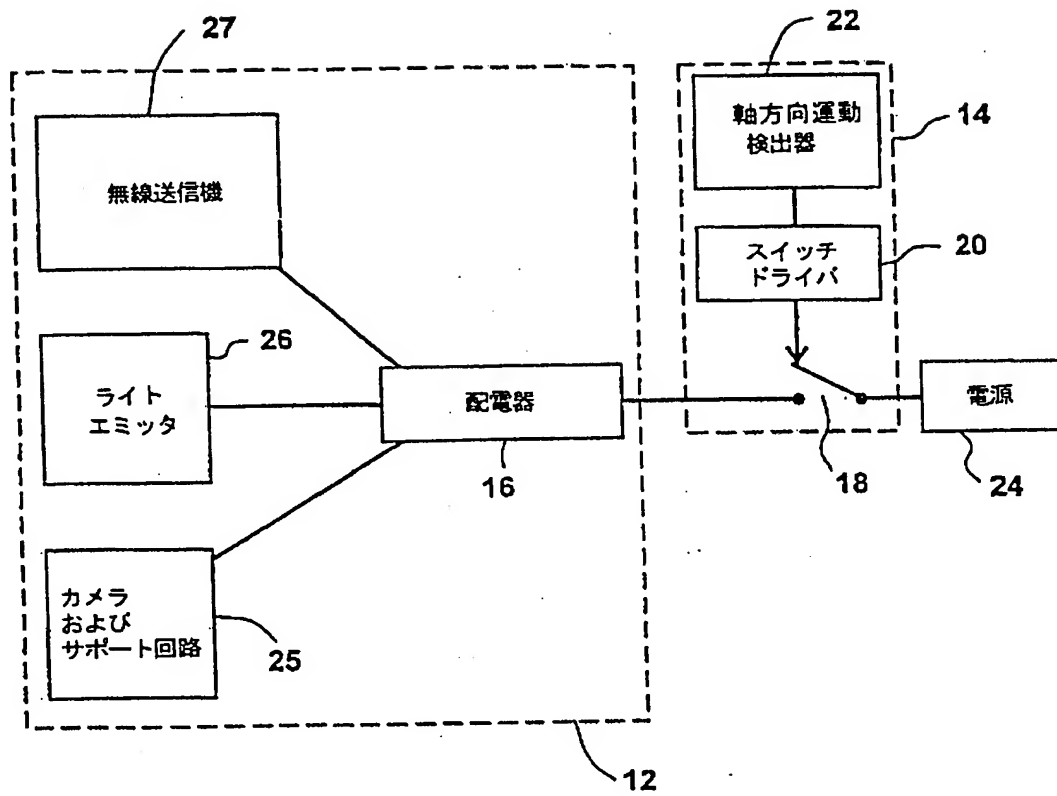 27
22
軸方向運動
検出器
14
無線送信機
スイッチ
ドライバ
20
26
ライト
エミッタ
配電器
電源
16
18
24
カメラ
および
サポート回路
25
12